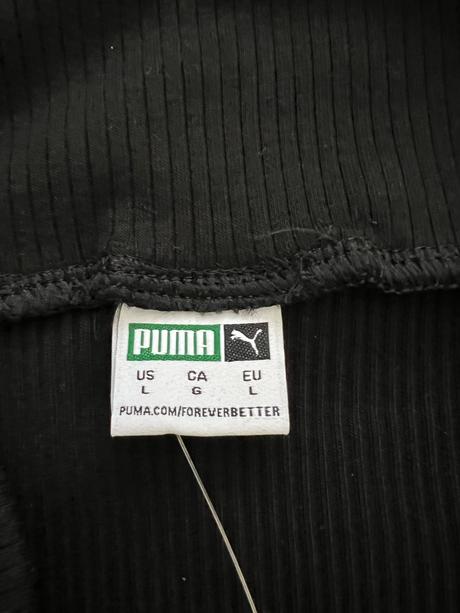 PUMA
US CA EU
L G L
PUMA.COM/FOREVERBETTER